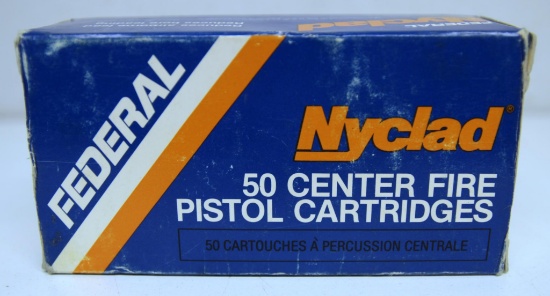 FEDERAL
Nyclad®
50 CENTER FIRE
PISTOL CARTRIDGES
50 CARTOUCHES À PERCUSSION CENTRALE